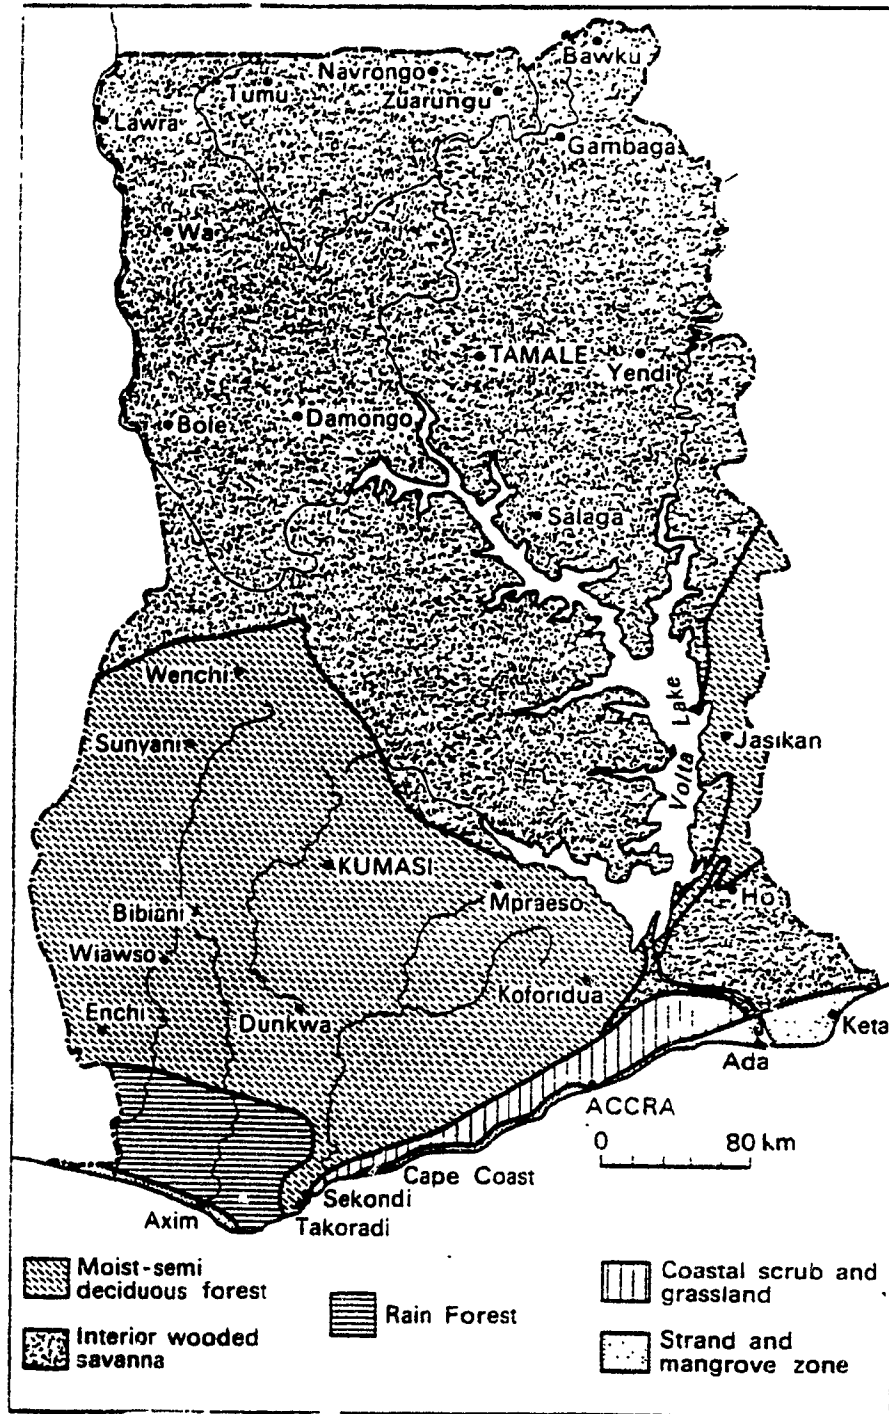 Bawku
Navrongo
Tumu
Zuarungu
Lawra
Gambaga
Wa
TAMALE
Yendi
Bole
Damongo
Salaga
Wenchi
Volta Lake
Sunyani
Jasikan
KUMASI
Mpraeso
Ho
Bibiani
Wiawso
Koforidua
Enchi
Dunkwa
Keta
Ada
ACCRA
0 80 km
Cape Coast
Sekondi
Axim
Takoradi
Moist-semi
deciduous forest
Interior wooded
savanna
Rain Forest
Coastal scrub and
grassland
Strand and
mangrove zone